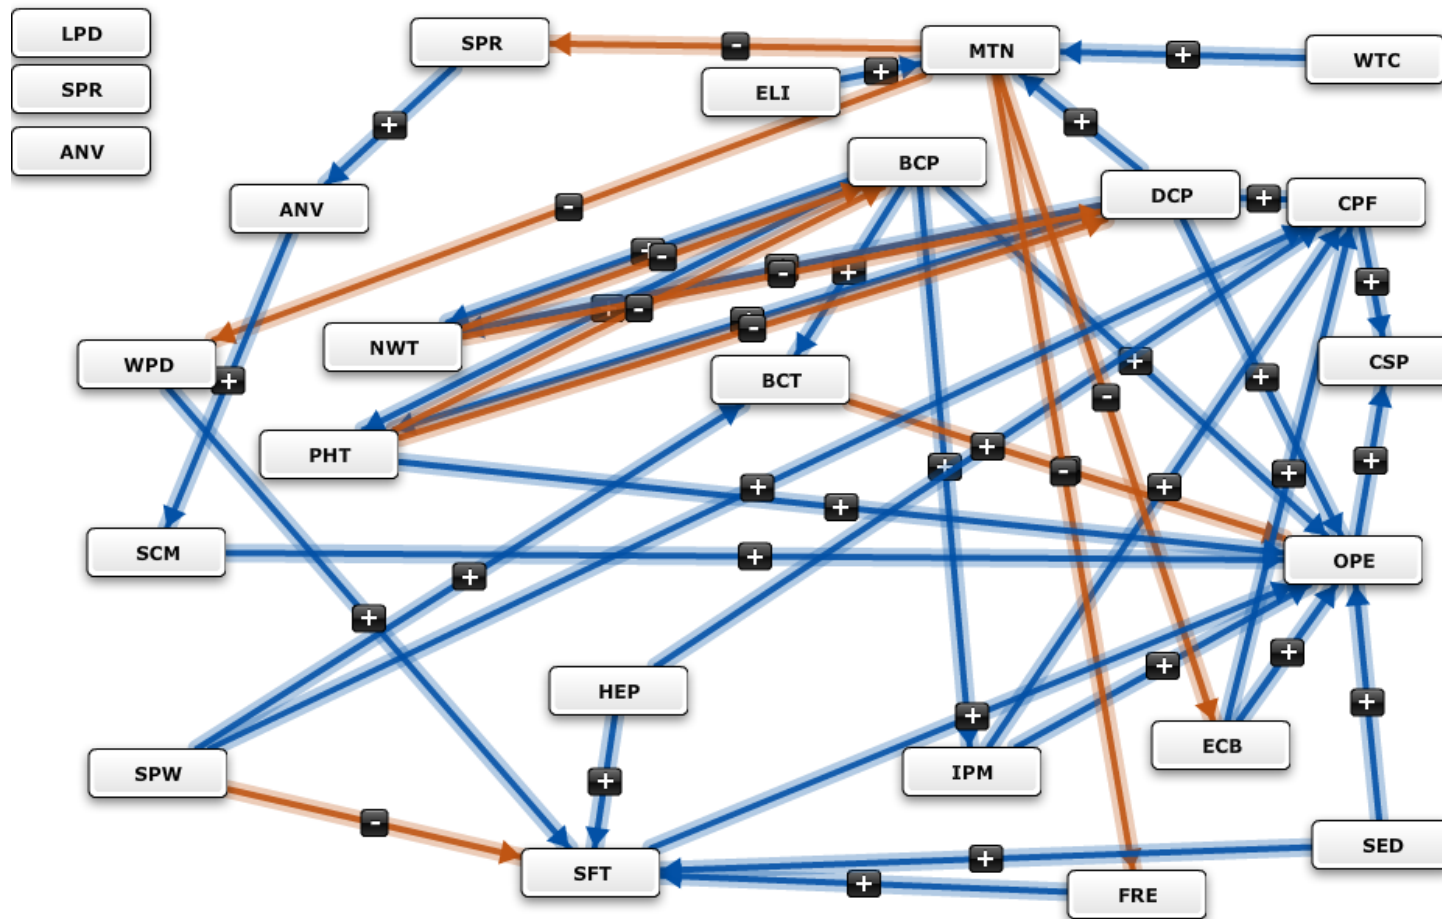 LPD
SPR
MTN
WTC
SPR
ELI
ANV
BCP
DCP
CPF
ANV
NWT
WPD
BCT
CSP
PHT
SCM
OPE
HEP
SPW
IPM
ECB
SFT
SED
FRE